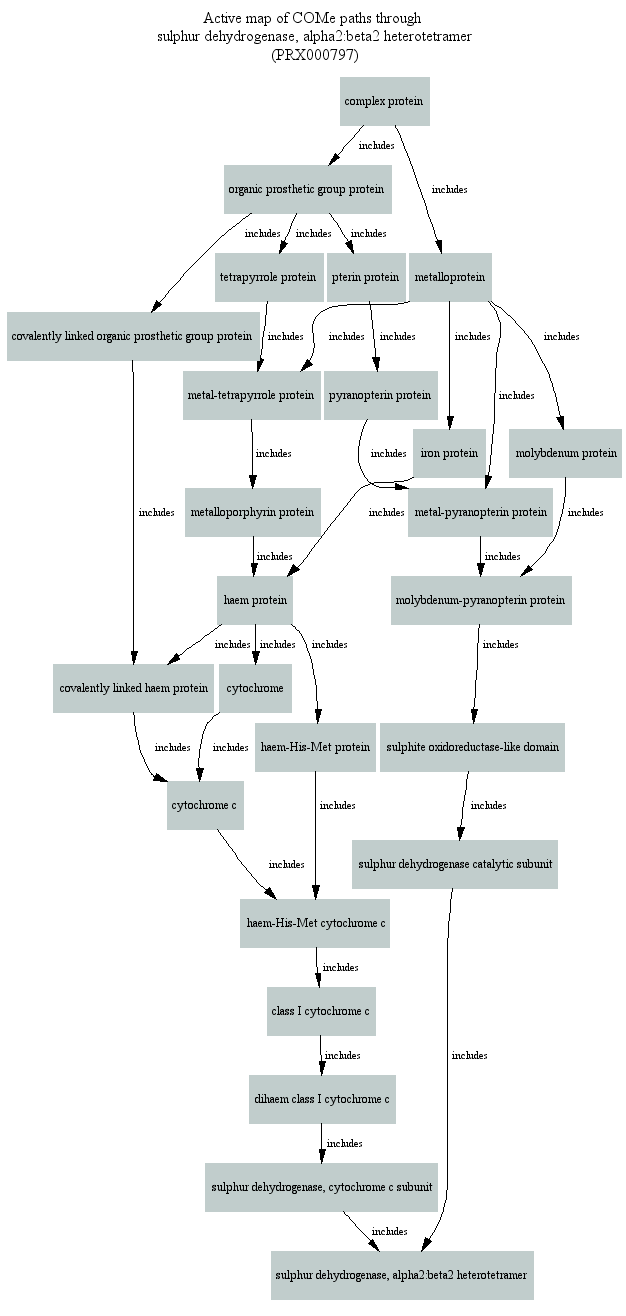 Active map of COMe paths through
sulphur dehydrogenase, alpha2:beta2 heterotetramer
(PRX000797)
complex protein
includes
organic prosthetic group protein
includes
includes
includes
includes
tetrapyrrole protein
pterin protein
metalloprotein
covalently linked organic prosthetic group protein
includes
includes
includes
includes
includes
metal-tetrapyrrole protein
pyranopterin protein
includes
iron protein
molybdenum protein
includes
includes
metalloporphyrin protein
metal-pyranopterin protein
includes
includes
includes
includes
includes
haem protein
molybdenum-pyranopterin protein
includes
includes
includes
includes
covalently linked haem protein
cytochrome
haem-His-Met protein
sulphite oxidoreductase-like domain
includes
includes
cytochrome c
includes
includes
sulphur dehydrogenase catalytic subunit
includes
haem-His-Met cytochrome c
includes
class I cytochrome c
includes
includes
dihaem class I cytochrome c
includes
sulphur dehydrogenase, cytochrome c subunit
includes
sulphur dehydrogenase, alpha2:beta2 heterotetramer